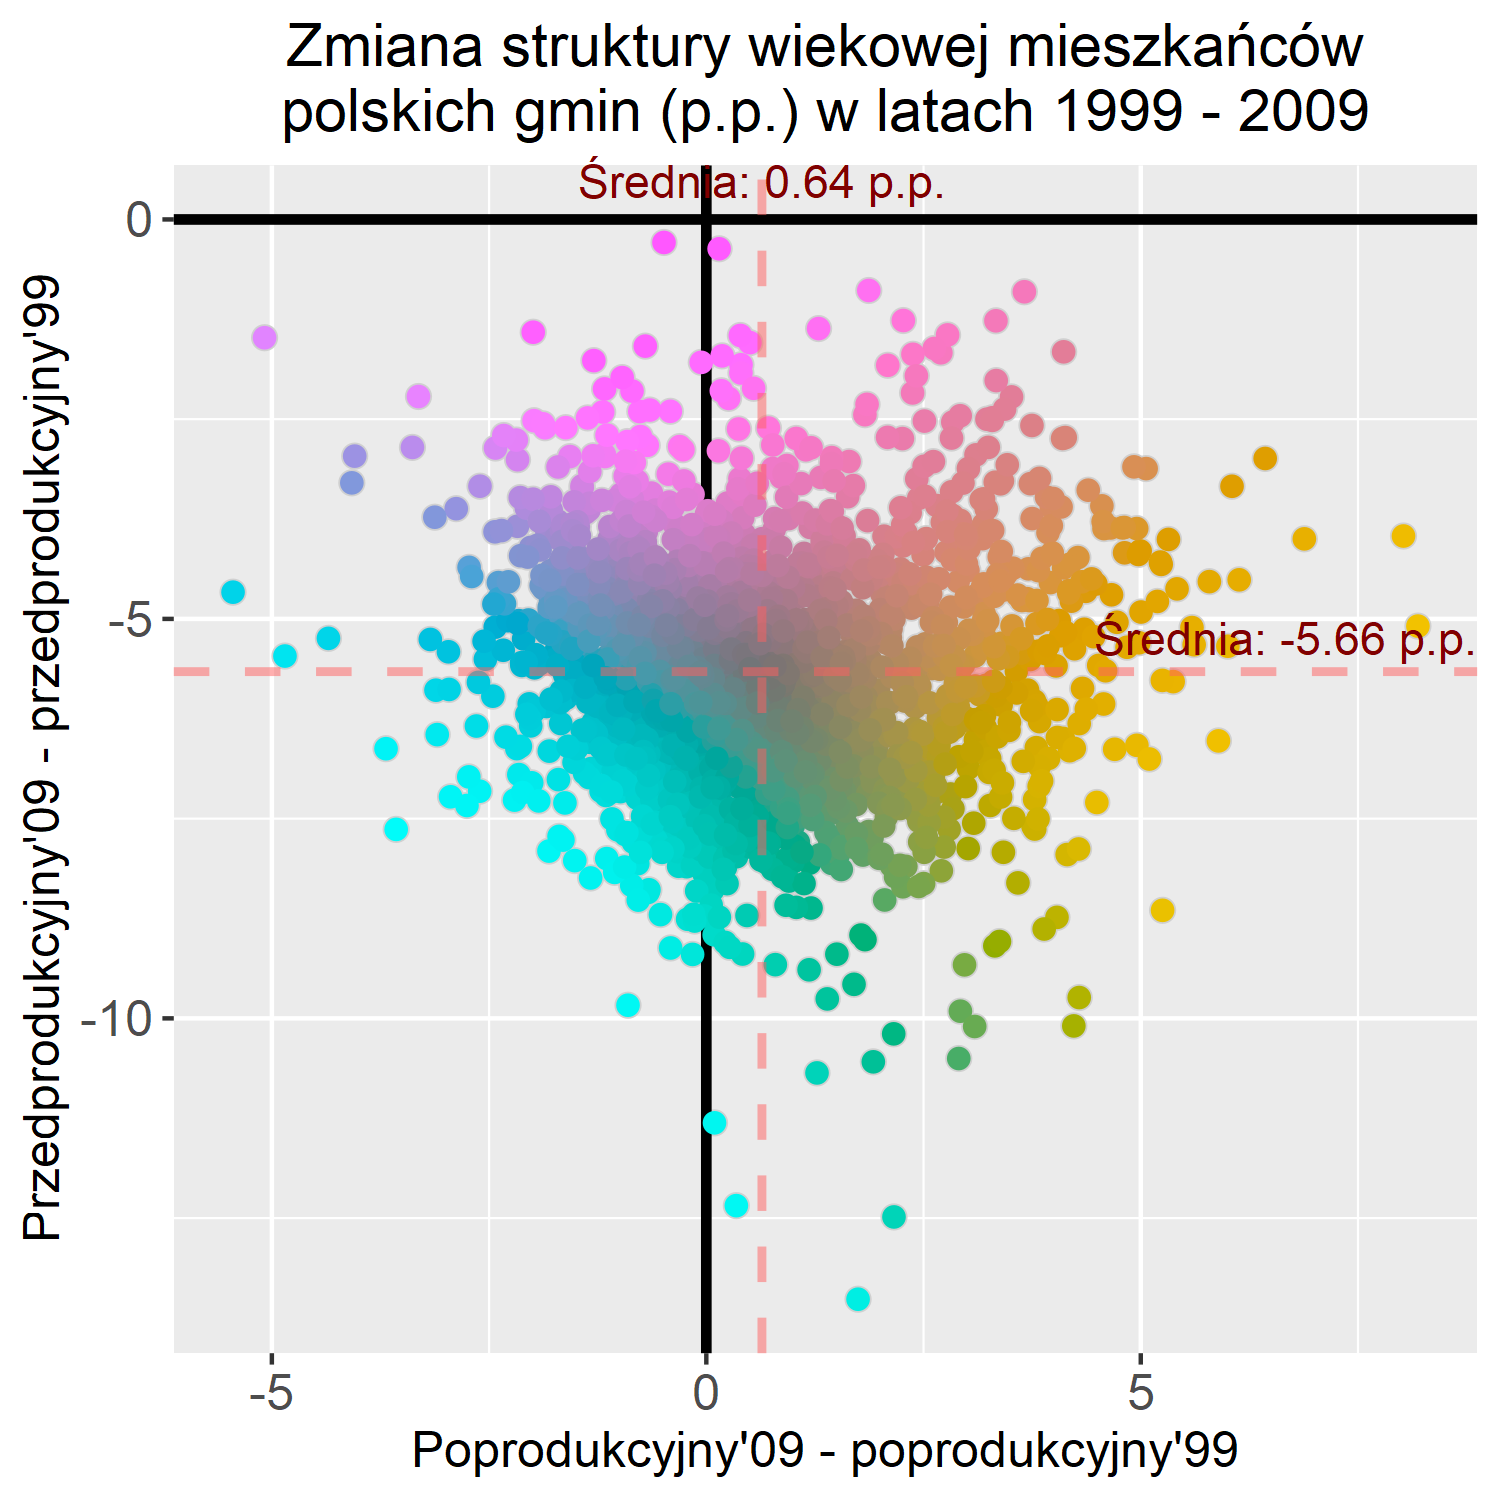 Zmiana struktury wiekowej mieszkańców
polskich gmin (p.p.) w latach 1999 - 2009
Średnia: 0.64 p.p.
0
-5
-10
Średnia: -5.66 p.p.
Przedprodukcyjny'09 - przedprodukcyjny'99
-5
0
5
Poprodukcyjny'09 - poprodukcyjny'99